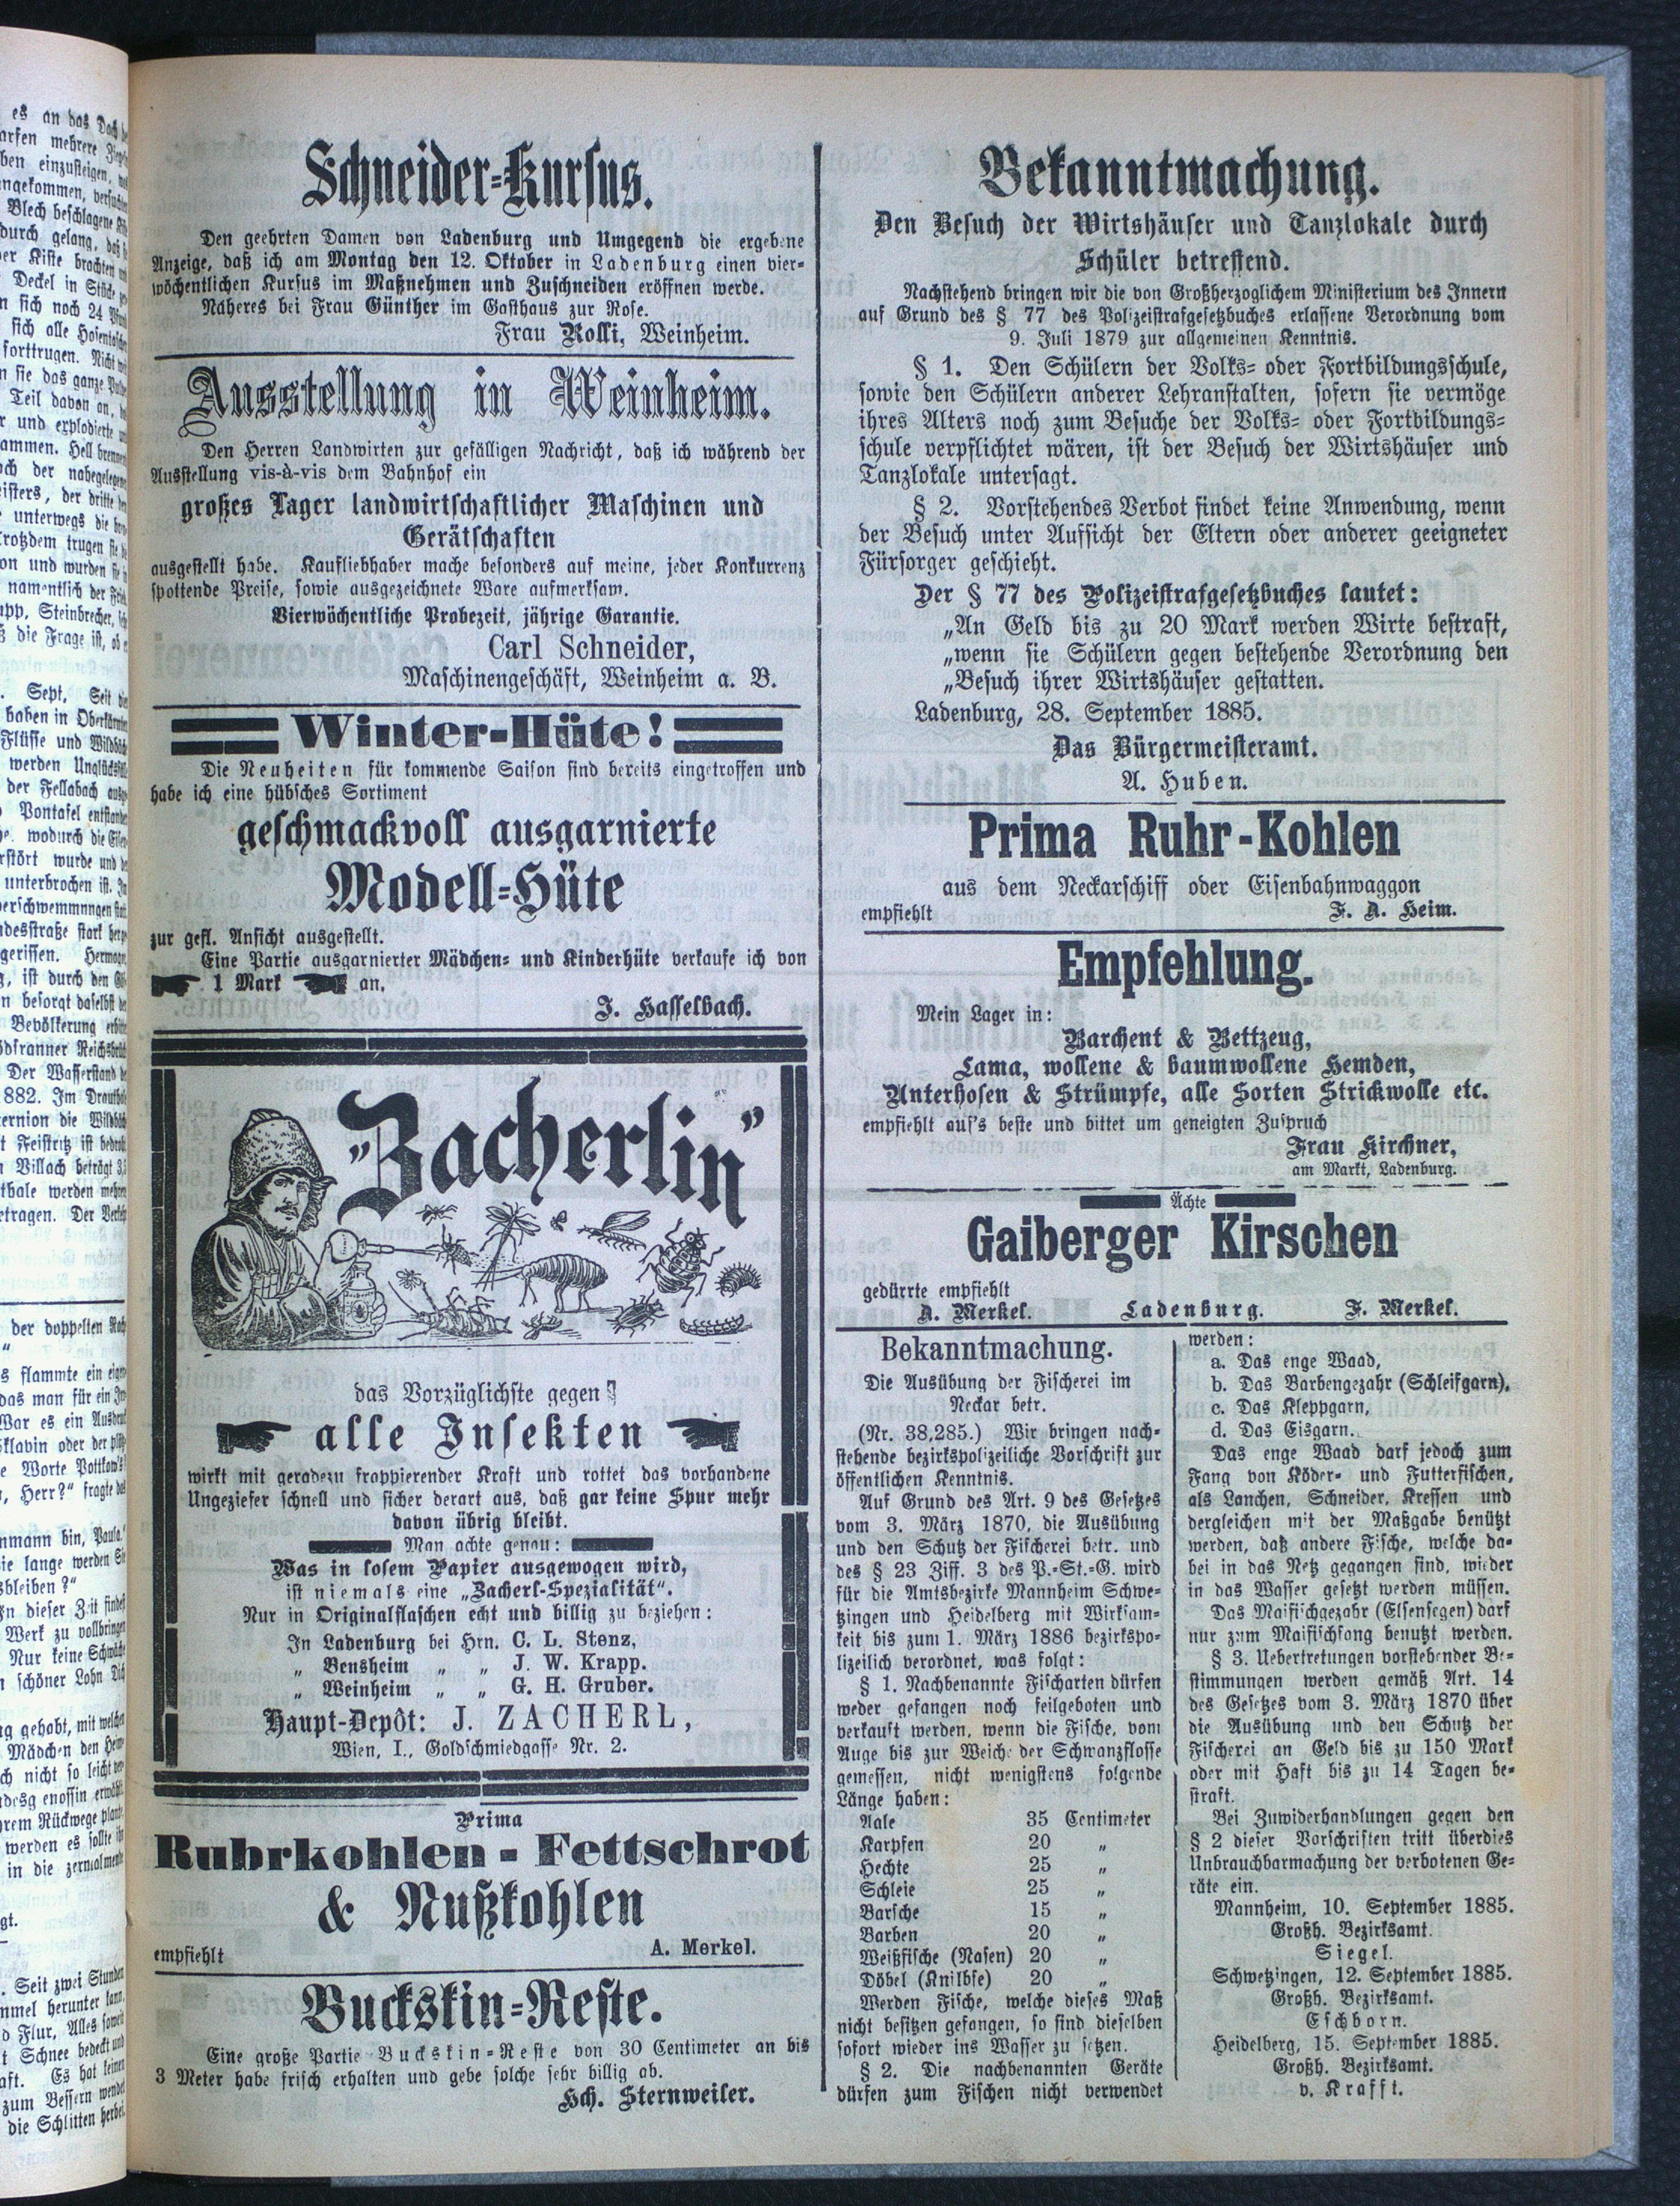 Schneider-Kursus.
Den geehrten Damen von Ladenburg und Umgegend die ergebene
Anzeige, daß ich am Montag den 12. Oktober in Ladenburg einen vier-
wöchentlichen Kursus im Maßnehmen und Zuschneiden eröffnen werde.
Näheres bei Frau Günther im Gasthaus zur Rose.
Frau Rolli, Weinheim.
Ausstellung in Weinheim.
Den Herren Landwirten zur gefälligen Nachricht, daß ich während der
Ausstellung vis-à-vis dem Bahnhof ein
großes Lager landwirtschaftlicher Maschinen und
Gerätschaften
ausgestellt habe. Kaufliebhaber mache besonders auf meine, jeder Konkurrenz
spottende Preise, sowie ausgezeichnete Ware aufmerksam.
Vierwöchentliche Probezeit, jährige Garantie.
Carl Schneider,
Maschinengeschäft, Weinheim a. B.
Winter-Hüte!
Die Neuheiten für kommende Saison sind bereits eingetroffen und
habe ich eine hübsches Sortiment
geschmackvoll ausgarnierte
Modell-Hüte
zur gefl. Ansicht ausgestellt.
Eine Partie ausgarnierter Mädchen- und Kinderhüte verkaufe ich von
1 Mark an.
J. Hasselbach.
„Zacherlin“
das Vorzüglichste gegen
alle Insekten
wirkt mit geradezu frappierender Kraft und rottet das vorhandene
Ungeziefer schnell und sicher derart aus, daß gar keine Spur mehr
davon übrig bleibt.
Man achte genau:
Was in losem Papier ausgewogen wird,
ist niemals eine „Zacherl-Spezialität“.
Nur in Originalflaschen echt und billig zu beziehen:
In Ladenburg bei Hrn. C. L. Stenz,
„ Bensheim „ „ J. W. Krapp.
„ Weinheim „ „ G. H. Gruber.
Haupt-Depôt: J. ZACHERL,
Wien, I., Goldschmiedgasse Nr. 2.
Prima
Ruhrkohlen - Fettschrot
& Nußkohlen
empfiehlt
A. Merkel.
Buckskin-Reste.
Eine große Partie Buckskin-Reste von 30 Centimeter an bis
3 Meter habe frisch erhalten und gebe solche sehr billig ab.
Hch. Sternweiler.
Bekanntmachung.
Den Besuch der Wirtshäuser und Tanzlokale durch
Schüler betreffend.
Nachstehend bringen wir die von Großherzoglichem Ministerium des Innern
auf Grund des § 77 des Polizeistrafgesetzbuches erlassene Verordnung vom
9. Juli 1879 zur allgemeinen Kenntnis.
§ 1. Den Schülern der Volks- oder Fortbildungsschule,
sowie den Schülern anderer Lehranstalten, sofern sie vermöge
ihres Alters noch zum Besuche der Volks- oder Fortbildungs-
schule verpflichtet wären, ist der Besuch der Wirtshäuser und
Tanzlokale untersagt.
§ 2. Vorstehendes Verbot findet keine Anwendung, wenn
der Besuch unter Aufsicht der Eltern oder anderer geeigneter
Fürsorger geschieht.
Der § 77 des Polizeistrafgesetzbuches lautet:
„An Geld bis zu 20 Mark werden Wirte bestraft,
„wenn sie Schülern gegen bestehende Verordnung den
„Besuch ihrer Wirtshäuser gestatten.
Ladenburg, 28. September 1885.
Das Bürgermeisteramt.
A. Huben.
Prima Ruhr-Kohlen
aus dem Neckarschiff oder Eisenbahnwaggon
empfiehlt F. A. Heim.
Empfehlung.
Mein Lager in:
Barchent & Bettzeug,
Lama, wollene & baumwollene Hemden,
Unterhosen & Strümpfe, alle Sorten Strickwolle etc.
empfiehlt auf's beste und bittet um geneigten Zuspruch
Frau Kirchner,
am Markt, Ladenburg.
Ächte
Gaiberger Kirschen
gedürrte empfiehlt
A. Merkel. Ladenburg. F. Merkel.
Bekanntmachung.
Die Ausübung der Fischerei im
Neckar betr.
(Nr. 38,285.) Wir bringen nach-
stehende bezirkspolizeiliche Vorschrift zur
öffentlichen Kenntnis.
Auf Grund des Art. 9 des Gesetzes
vom 3. März 1870, die Ausübung
und den Schutz der Fischerei betr. und
des § 23 Ziff. 3 des P.-St.-G. wird
für die Amtsbezirke Mannheim Schwe-
tzingen und Heidelberg mit Wirksam-
keit bis zum 1. März 1886 bezirkspo-
lizeilich verordnet, was folgt:
§ 1. Nachbenannte Fischarten dürfen
weder gefangen noch feilgeboten und
verkauft werden, wenn die Fische, vom
Auge bis zur Weiche der Schwanzflosse
gemessen, nicht wenigstens folgende
Länge haben:
Aale 35 Centimeter
Karpfen 20 „
Hechte 25 „
Schleie 25 „
Barsche 15 „
Barben 20 „
Weißfische (Nasen) 20 „
Döbel (Knilbse) 20 „
Werden Fische, welche dieses Maß
nicht besitzen gefangen, so sind dieselben
sofort wieder ins Wasser zu setzen.
§ 2. Die nachbenannten Geräte
dürfen zum Fischen nicht verwendet
werden:
a. Das enge Waad,
b. Das Barbengezahr (Schleifgarn),
c. Das Kleppgarn,
d. Das Eisgarn.
Das enge Waad darf jedoch zum
Fang von Köder- und Futterfischen,
als Lanchen, Schneider, Kressen und
dergleichen mit der Maßgabe benützt
werden, daß andere Fische, welche da-
bei in das Netz gegangen sind, wieder
in das Wasser gesetzt werden müssen.
Das Maifischgezahr (Elsensegen) darf
nur zum Maifischfang benutzt werden.
§ 3. Uebertretungen vorstehender Be-
stimmungen werden gemäß Art. 14
des Gesetzes vom 3. März 1870 über
die Ausübung und den Schutz der
Fischerei an Geld bis zu 150 Mark
oder mit Haft bis zu 14 Tagen be-
straft.
Bei Zuwiderhandlungen gegen den
§ 2 dieser Vorschriften tritt überdies
Unbrauchbarmachung der verbotenen Ge-
räte ein.
Mannheim, 10. September 1885.
Großh. Bezirksamt.
Siegel.
Schwetzingen, 12. September 1885.
Großh. Bezirksamt.
Eschborn.
Heidelberg, 15. September 1885.
Großh. Bezirksamt.
v. Krafft.